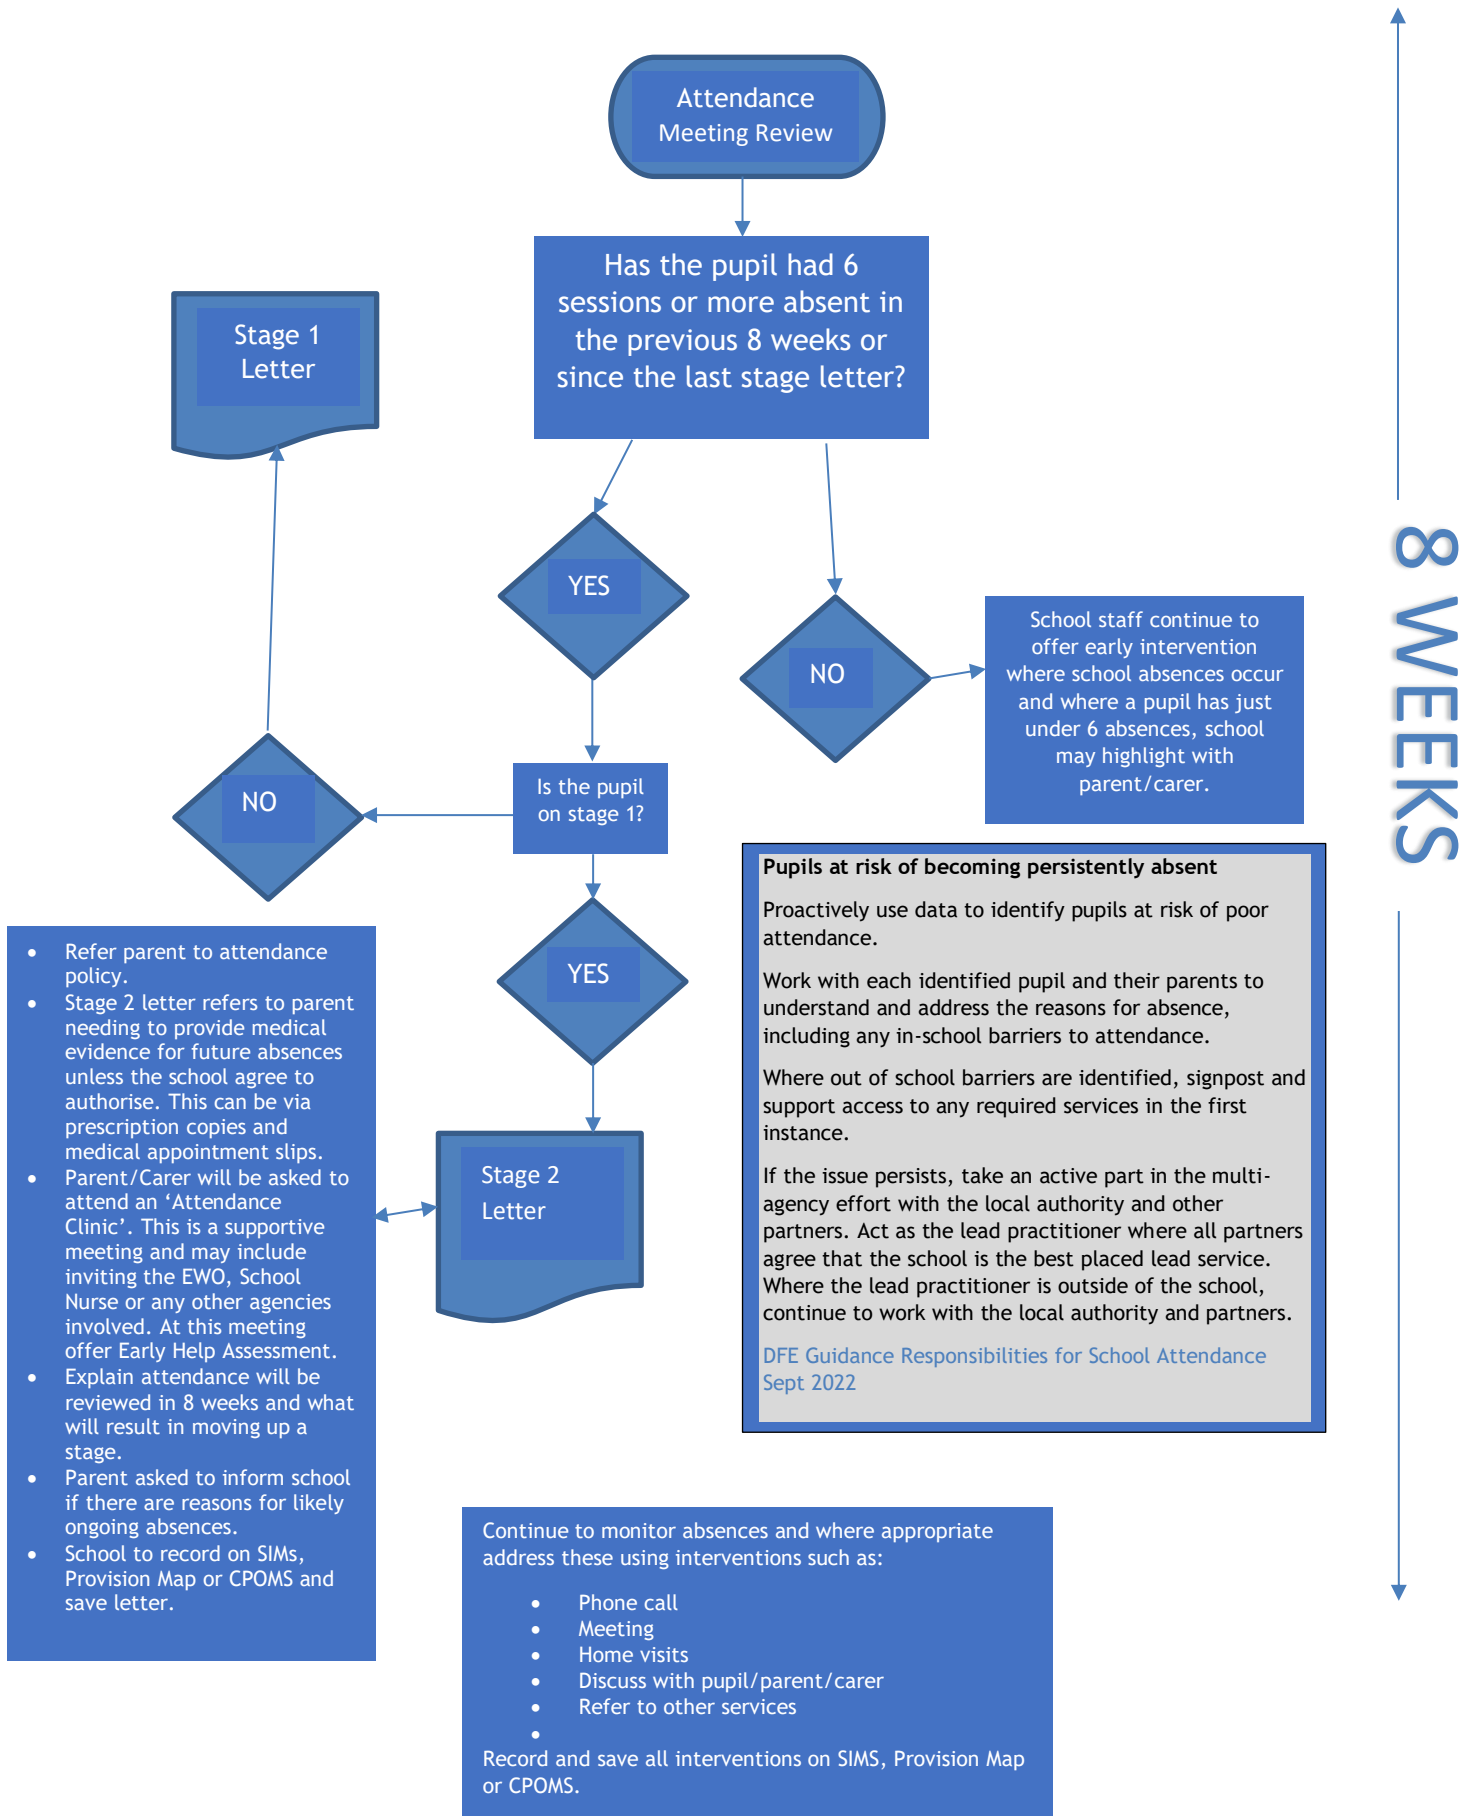 Attendance
Meeting Review
Has the pupil had 6
sessions or more absent in
the previous 8 weeks or
since the last stage letter?
Stage 1
Letter
YES
NO
School staff continue to
offer early intervention
where school absences occur
and where a pupil has just
under 6 absences, school
may highlight with
parent/carer.
8 WEEKS
Is the pupil
on stage 1?
NO
YES
Stage 2
Letter
Pupils at risk of becoming persistently absent
Proactively use data to identify pupils at risk of poor
attendance.
Work with each identified pupil and their parents to
understand and address the reasons for absence,
including any in-school barriers to attendance.
Where out of school barriers are identified, signpost and
support access to any required services in the first
instance.
If the issue persists, take an active part in the multi-
agency effort with the local authority and other
partners. Act as the lead practitioner where all partners
agree that the school is the best placed lead service.
Where the lead practitioner is outside of the school,
continue to work with the local authority and partners.
DFE Guidance Responsibilities for School Attendance
Sept 2022
• Refer parent to attendance
policy.
• Stage 2 letter refers to parent
needing to provide medical
evidence for future absences
unless the school agree to
authorise. This can be via
prescription copies and
medical appointment slips.
• Parent/Carer will be asked to
attend an ‘Attendance
Clinic’. This is a supportive
meeting and may include
inviting the EWO, School
Nurse or any other agencies
involved. At this meeting
offer Early Help Assessment.
• Explain attendance will be
reviewed in 8 weeks and what
will result in moving up a
stage.
• Parent asked to inform school
if there are reasons for likely
ongoing absences.
• School to record on SIMs,
Provision Map or CPOMS and
save letter.
Continue to monitor absences and where appropriate
address these using interventions such as:
• Phone call
• Meeting
• Home visits
• Discuss with pupil/parent/carer
• Refer to other services
•
Record and save all interventions on SIMS, Provision Map
or CPOMS.